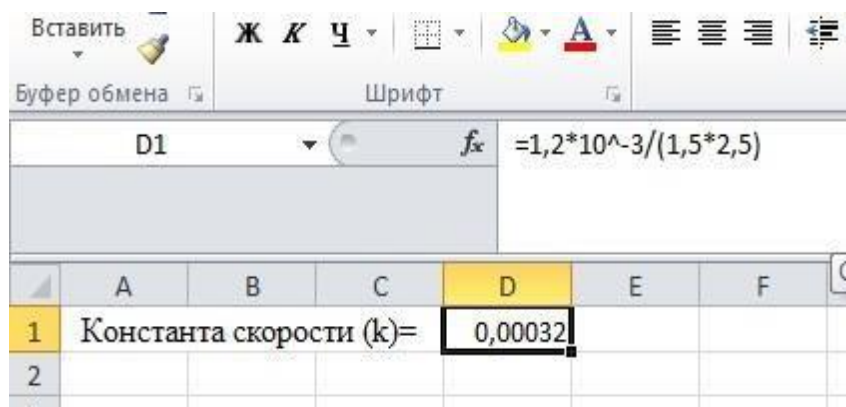 Вставить Ж К Ч А
Буфер обмена Шрифт
D1 fx =1,2*10^-3/(1,5*2,5)
A B C D E F
1 Константа скорости (k)= 0,00032
2